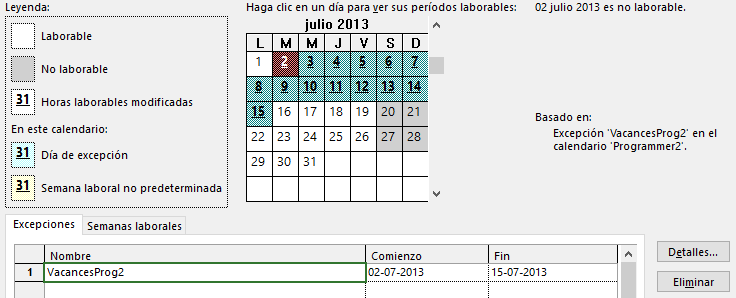 Leyenda:
Haga clic en un día para ver sus períodos laborables:
02 julio 2013 es no laborable.
Laborable
No laborable
31 Horas laborables modificadas
En este calendario:
31 Día de excepción
31 Semana laboral no predeterminada
julio 2013
L M M J V S D
1 2 3 4 5 6 7
8 9 10 11 12 13 14
15 16 17 18 19 20 21
22 23 24 25 26 27 28
29 30 31
Basado en:
Excepción 'VacancesProg2' en el
calendario 'Programmer2'.
Excepciones Semanas laborales
Nombre Comienzo Fin
1 VacancesProg2 02-07-2013 15-07-2013
Detalles...
Eliminar